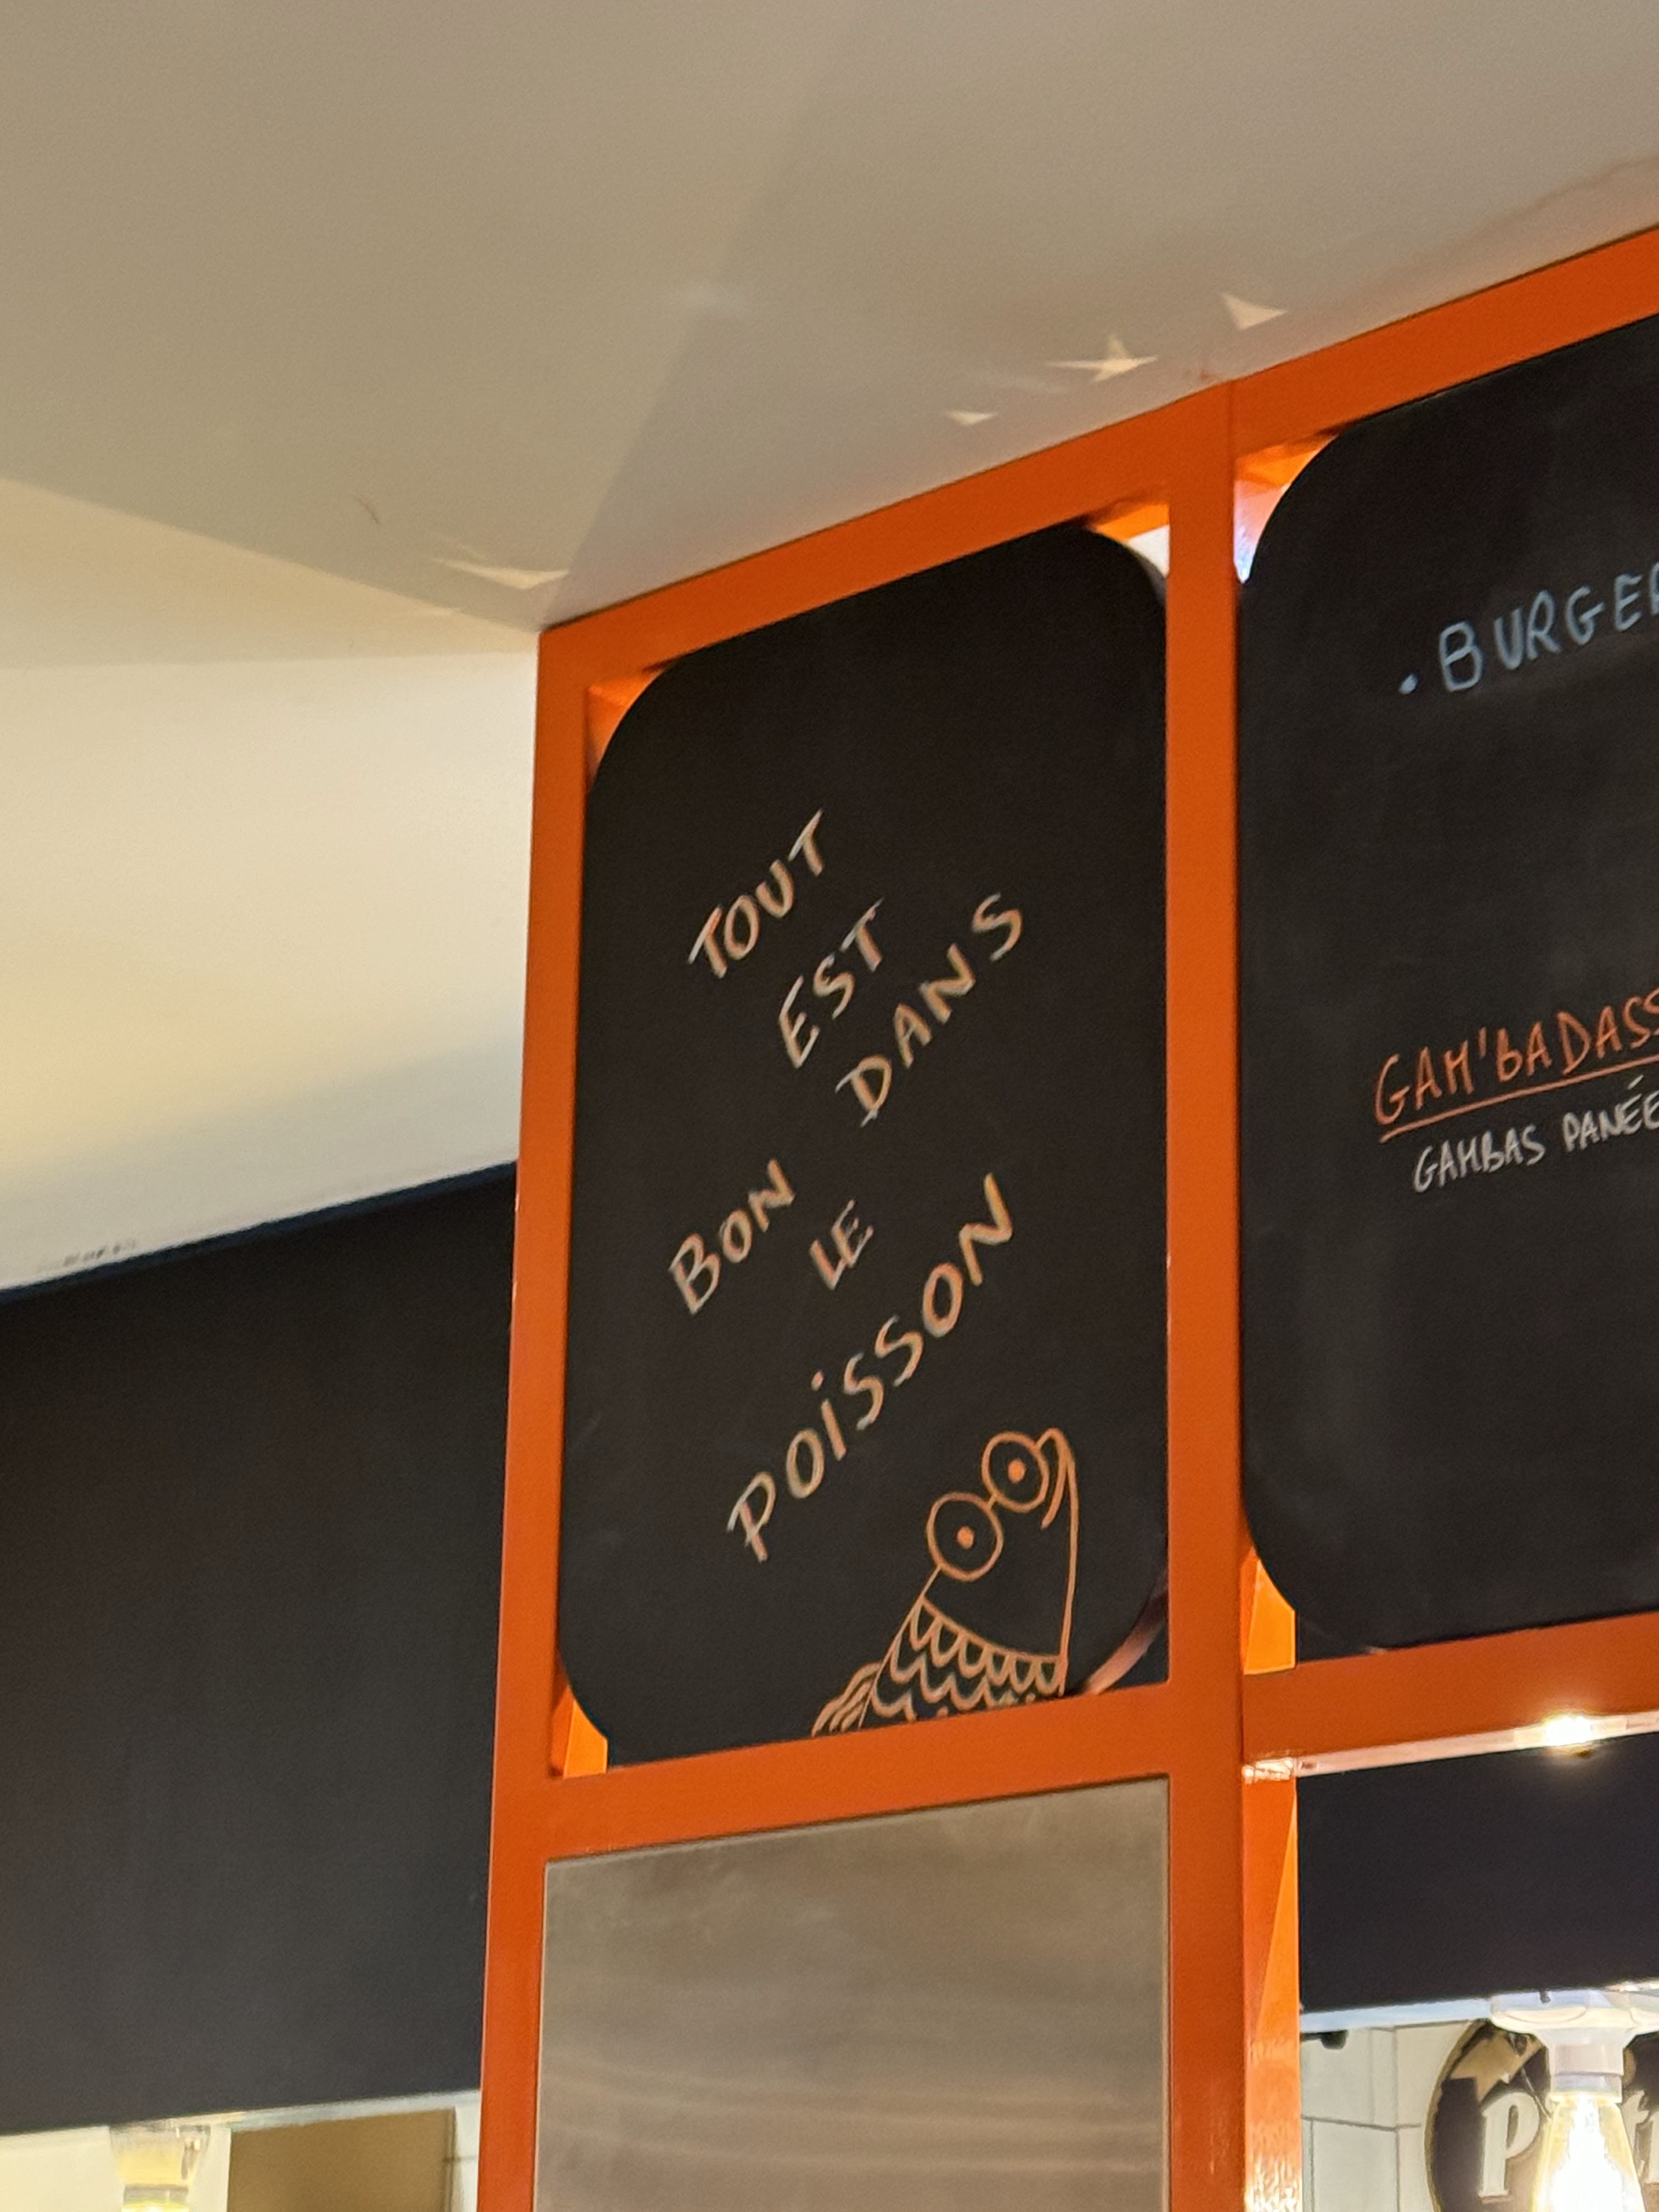 TOUT
EST
DANS
BON
LE
POISSON
• BURGER
GAM'BADASS
GAMBAS PANÉE